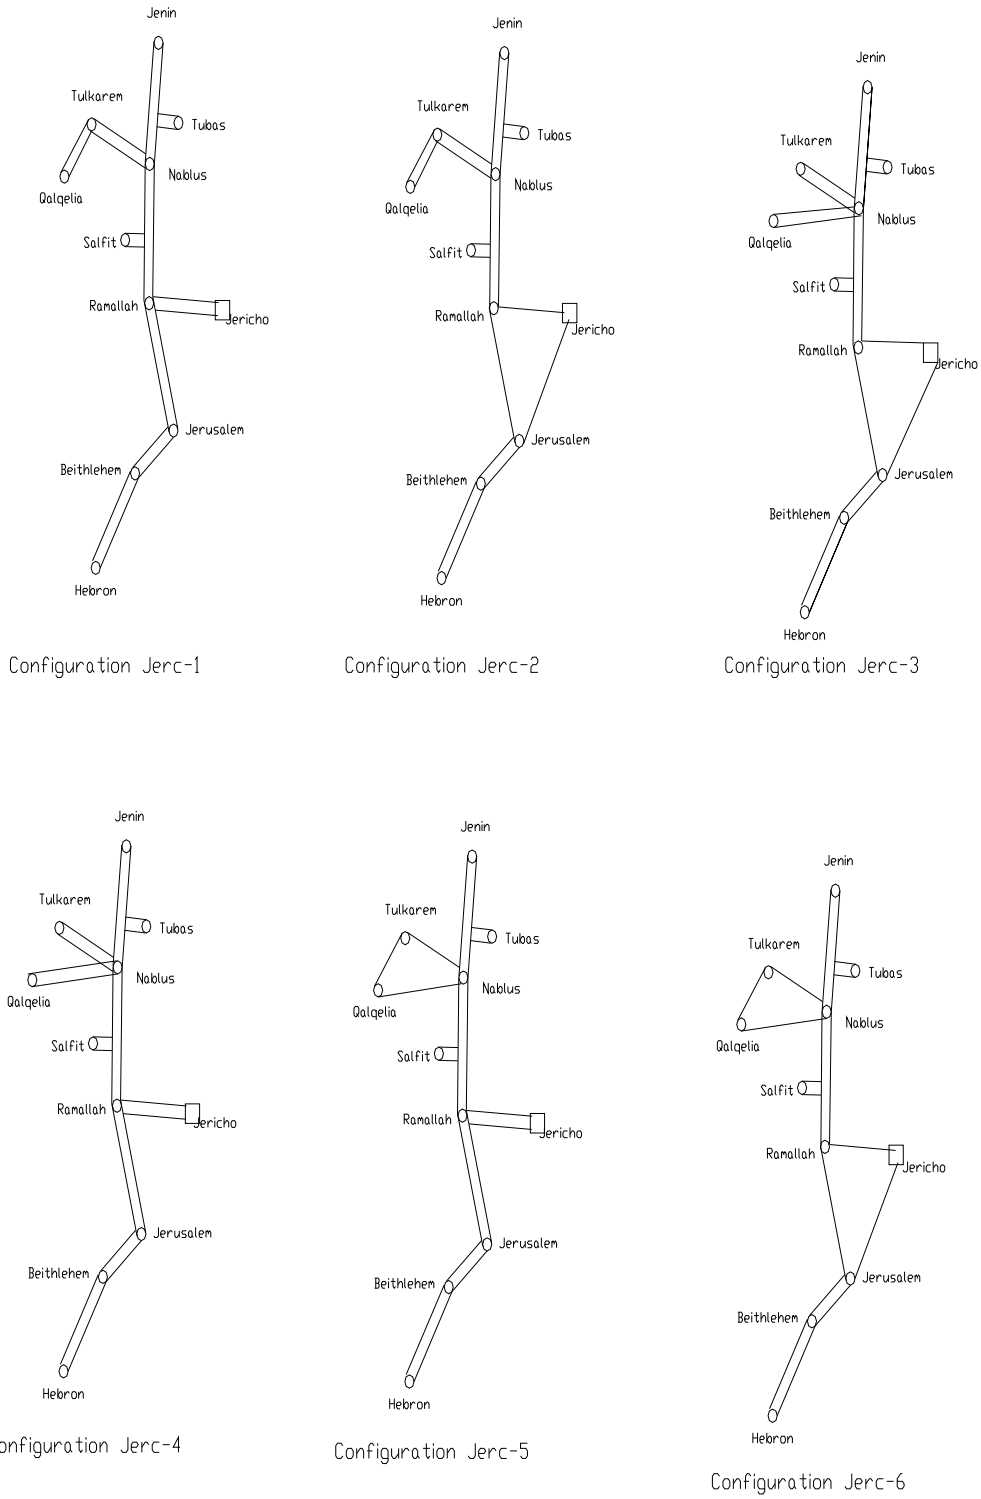 Jenin
Tulkarem
Tubas
Nablus
Qalqelia
Salfit
Ramallah
Jericho
Jerusalem
Beithlehem
Hebron
Configuration Jerc-1
Jenin
Tulkarem
Tubas
Nablus
Qalqelia
Salfit
Ramallah
Jericho
Jerusalem
Beithlehem
Hebron
Configuration Jerc-2
Jenin
Tulkarem
Tubas
Nablus
Qalqelia
Salfit
Ramallah
Jericho
Jerusalem
Beithlehem
Hebron
Configuration Jerc-3
Jenin
Tulkarem
Tubas
Nablus
Qalqelia
Salfit
Ramallah
Jericho
Jerusalem
Beithlehem
Hebron
onfiguration Jerc-4
Jenin
Tulkarem
Tubas
Nablus
Qalqelia
Salfit
Ramallah
Jericho
Jerusalem
Beithlehem
Hebron
Configuration Jerc-5
Jenin
Tulkarem
Tubas
Nablus
Qalqelia
Salfit
Ramallah
Jericho
Jerusalem
Beithlehem
Hebron
Configuration Jerc-6